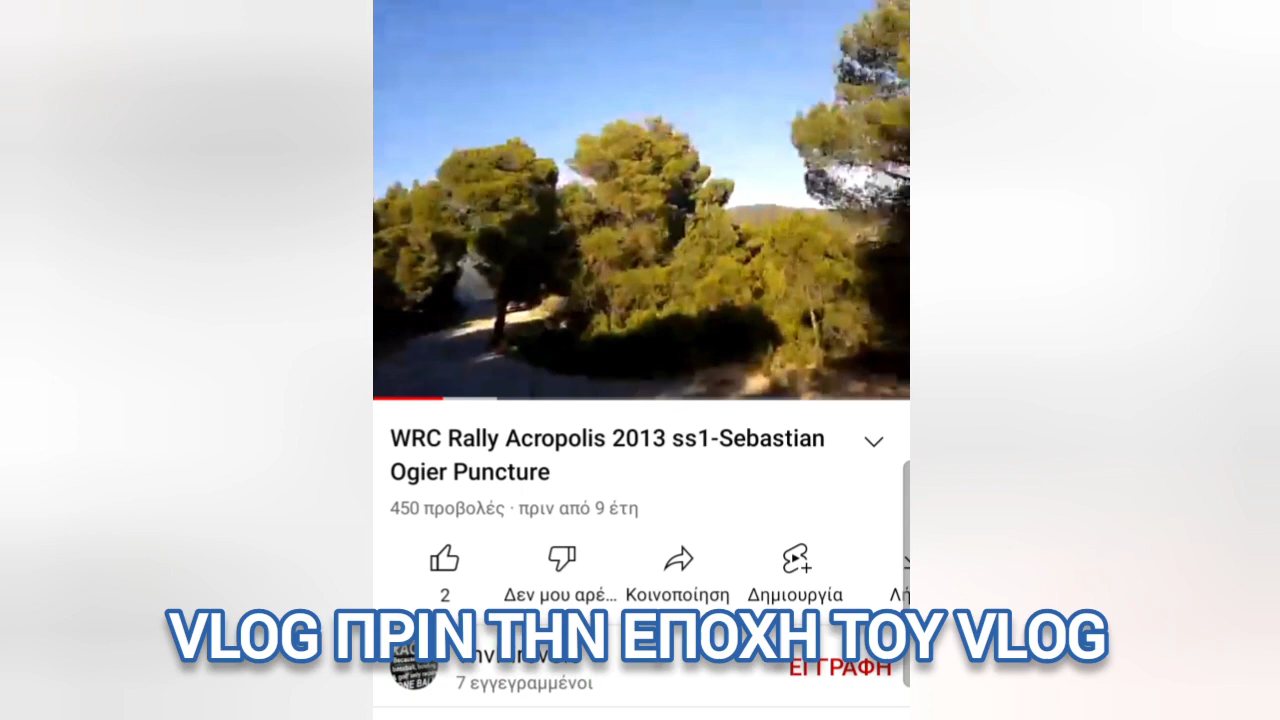 WRC Rally Acropolis 2013 ss1-Sebastian
Ogier Puncture
450 προβολές · πριν από 9 έτη
2 Δεν μου αρέ... Κοινοποίηση Δημιουργία Λή
VLOG ΠΡΙΝ ΤΗΝ ΕΠΟΧΗ ΤΟΥ VLOG
ΕΓΓΡΑΦΗ
7 εγγεγραμμένοι